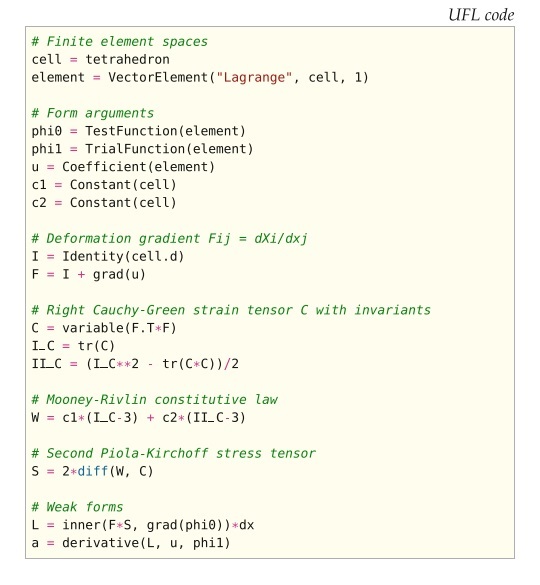 UFL code
# Finite element spaces
cell = tetrahedron
element = VectorElement("Lagrange", cell, 1)
# Form arguments
phi0 = TestFunction(element)
phi1 = TrialFunction(element)
u = Coefficient(element)
c1 = Constant(cell)
c2 = Constant(cell)
# Deformation gradient Fij = dXi/dxj
I = Identity(cell.d)
F = I + grad(u)
# Right Cauchy-Green strain tensor C with invariants
C = variable(F.T*F)
I_C = tr(C)
II_C = (I_C**2 - tr(C*C))/2
# Mooney-Rivlin constitutive law
W = c1*(I_C-3) + c2*(II_C-3)
# Second Piola-Kirchoff stress tensor
S = 2*diff(W, C)
# Weak forms
L = inner(F*S, grad(phi0))*dx
a = derivative(L, u, phi1)